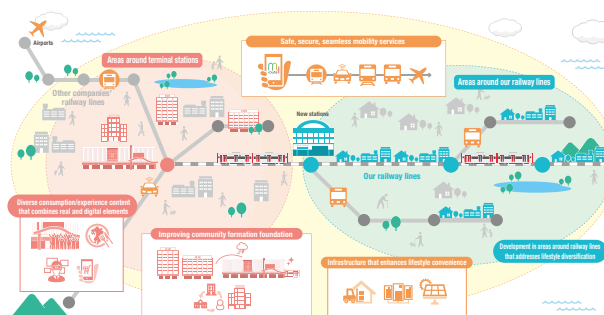 Airports
Areas around terminal stations
Safe, secure, seamless mobility services
Other companies'
railway lines
Areas around our railway lines
New stations
Our railway lines
Diverse consumption/experience content
that combines real and digital elements
Improving community formation foundation
Infrastructure that enhances lifestyle convenience
Development in areas around railway lines
that addresses lifestyle diversification